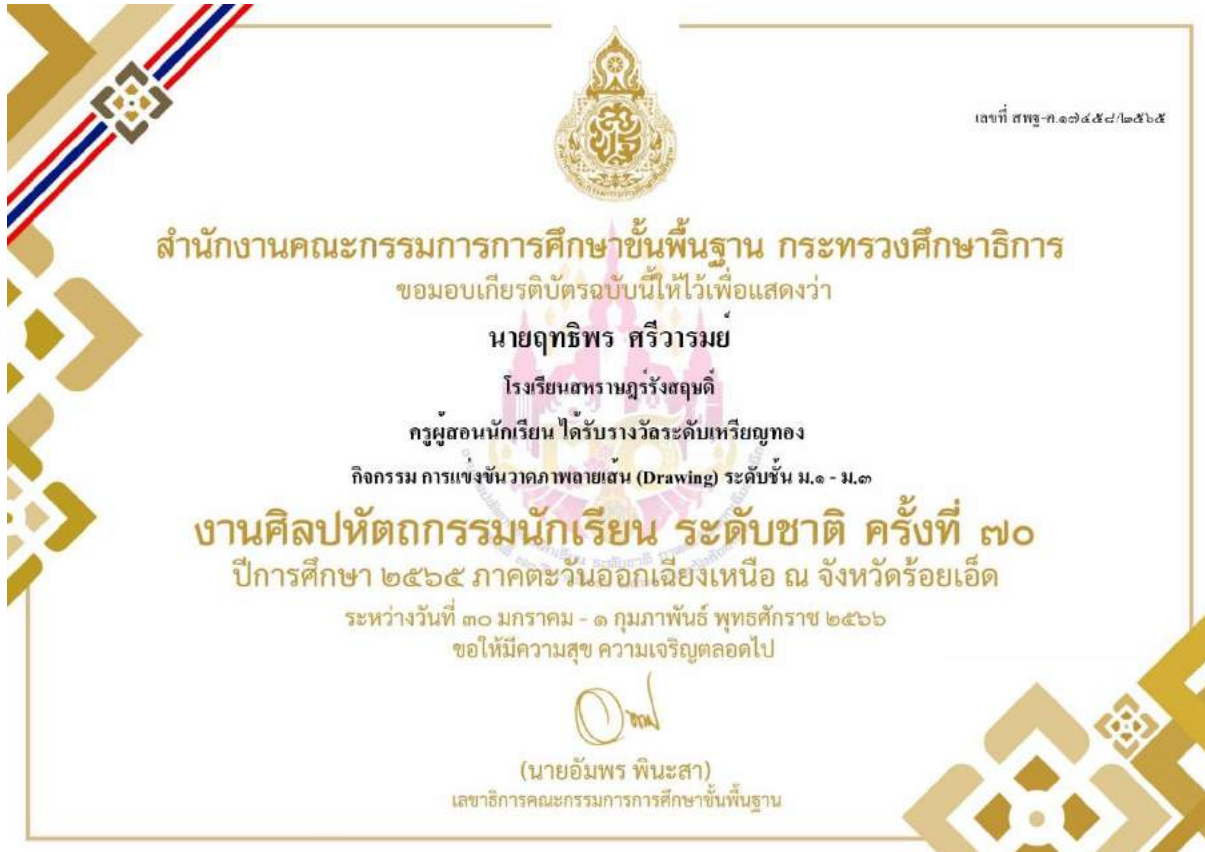 เลขที่ สพฐ-ค.๑๗๔๕๘/๒๕๖๕
สำนักงานคณะกรรมการการศึกษาขั้นพื้นฐาน กระทรวงศึกษาธิการ
ขอมอบเกียรติบัตรฉบับนี้ให้ไว้เพื่อแสดงว่า
นายฤทธิพร ศรีวารมย์
โรงเรียนสหราษฎร์รังสฤษดิ์
ครูผู้สอนนักเรียน ได้รับรางวัลระดับเหรียญทอง
กิจกรรม การแข่งขันวาดภาพลายเส้น (Drawing) ระดับชั้น ม.๑ - ม.๓
งานศิลปหัตถกรรมนักเรียน ระดับชาติ ครั้งที่ ๗๐
ปีการศึกษา ๒๕๖๕ ภาคตะวันออกเฉียงเหนือ ณ จังหวัดร้อยเอ็ด
ระหว่างวันที่ ๓๐ มกราคม - ๑ กุมภาพันธ์ พุทธศักราช ๒๕๖๖
ขอให้มีความสุข ความเจริญตลอดไป
(นายอัมพร พินะสา)
เลขาธิการคณะกรรมการการศึกษาขั้นพื้นฐาน